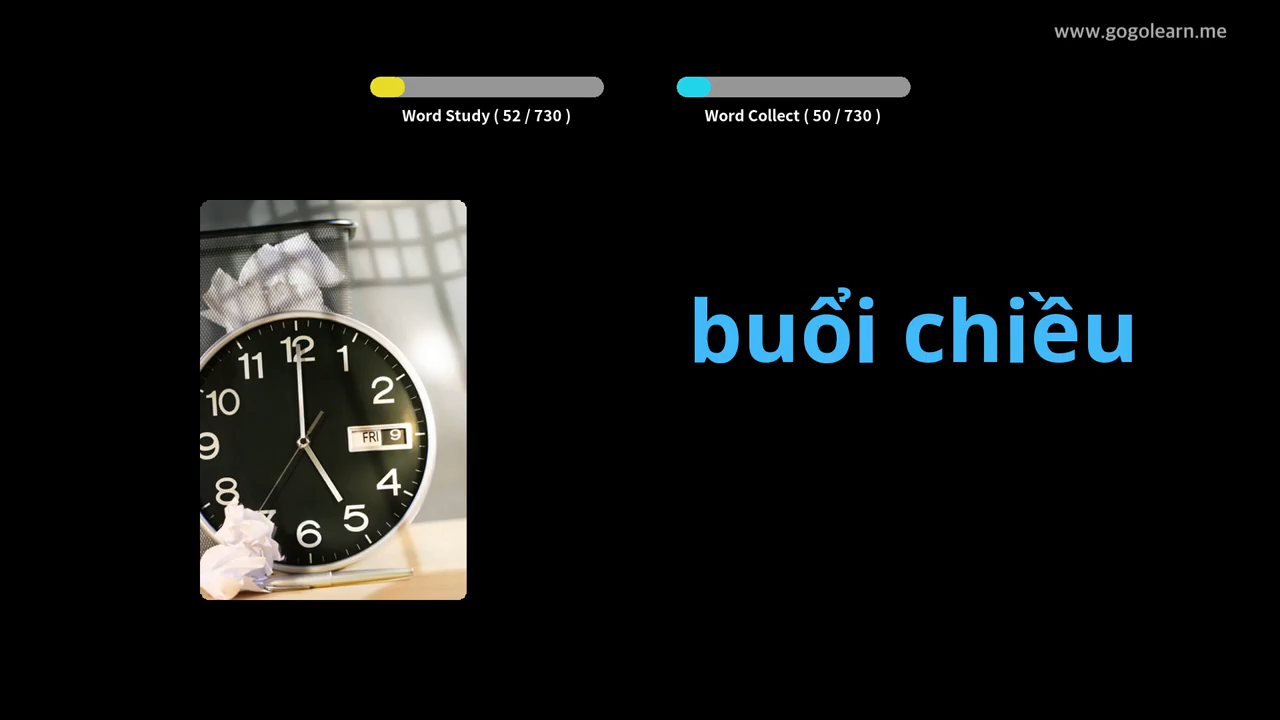 www.gogolearn.me
Word Study ( 52 / 730 )
Word Collect ( 50 / 730 )
buổi chiều
12
11
1
10
2
9
FRI 9
8
4
7
5
6